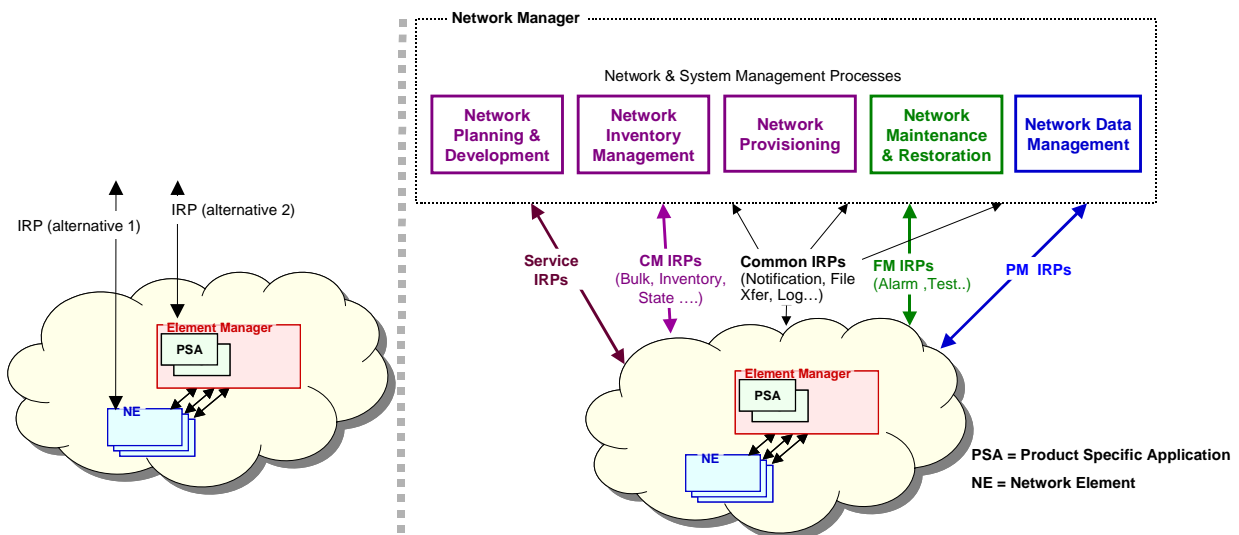 Network Manager
Network & System Management Processes
Network
Planning &
Development
Network
Inventory
Management
Network
Provisioning
Network
Maintenance
& Restoration
Network Data
Management
IRP (alternative 1)
IRP (alternative 2)
Service
IRPs
CM IRPs
(Bulk, Inventory,
State ….)
Common IRPs
(Notification, File
Xfer, Log…)
FM IRPs
(Alarm ,Test..)
PM IRPs
Element Manager
PSA
NE
Element Manager
PSA
NE
PSA = Product Specific Application
NE = Network Element